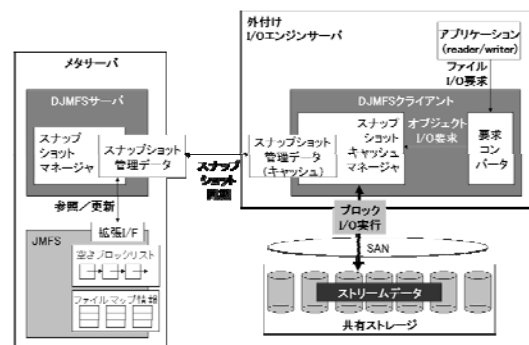 メタサーバ
DJMFSサーバ
スナップ
ショット
マネージャ
スナップショット
管理データ
参照／更新
拡張I/F
JMFS
空きブロックリスト
ファイルマップ情報
スナップ
ショット
外付け
I/Oエンジンサーバ
アプリケーション
(reader/writer)
ファイル
I/O要求
DJMFSクライアント
スナップショット
管理データ
(キャッシュ)
スナップ
ショット
キャッシュ
マネージャ
オブジェクト
I/O要求
要求
コン
バータ
ブロック
I/O実行
SAN
ストリームデータ
共有ストレージ